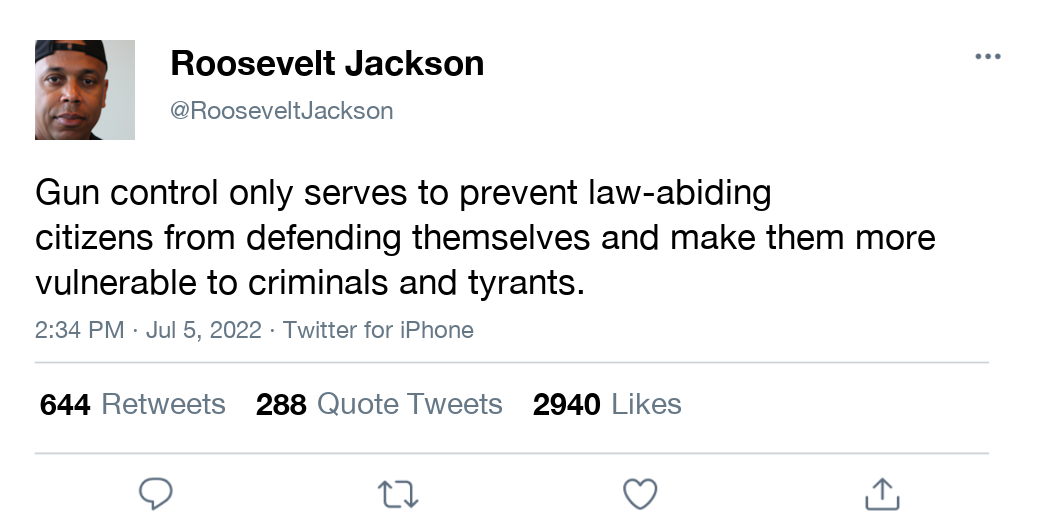 Roosevelt Jackson
@RooseveltJackson
Gun control only serves to prevent law-abiding
citizens from defending themselves and make them more
vulnerable to criminals and tyrants.
2:34 PM · Jul 5, 2022 · Twitter for iPhone
644 Retweets 288 Quote Tweets 2940 Likes